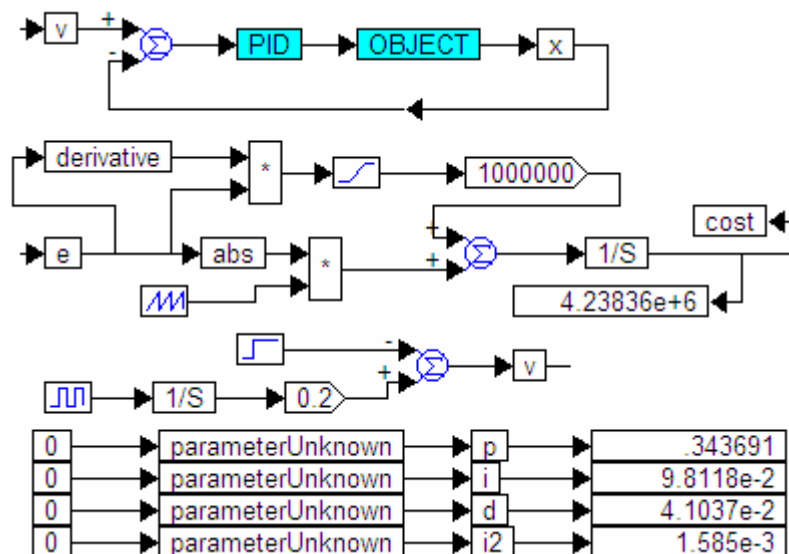 v + - Σ PID OBJECT x
derivative * 1000000
e abs * + + Σ 1/S cost
4.23836e+6
- + Σ v
1/S 0.2
0 parameterUnknown p .343691
0 parameterUnknown i 9.8118e-2
0 parameterUnknown d 4.1037e-2
0 parameterUnknown i2 1.585e-3